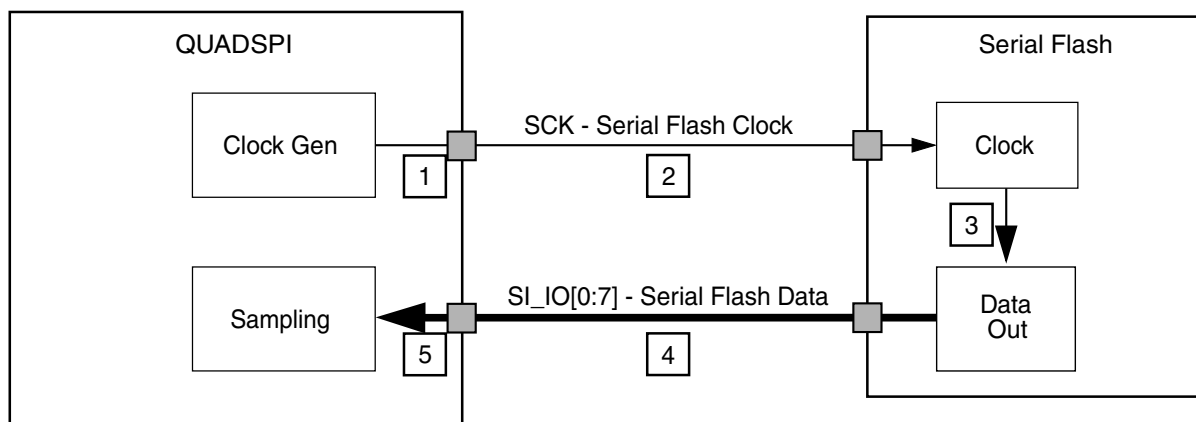 QUADSPI
Serial Flash
Clock Gen
SCK - Serial Flash Clock
Clock
1
2
3
Sampling
SI_IO[0:7] - Serial Flash Data
Data
Out
5
4